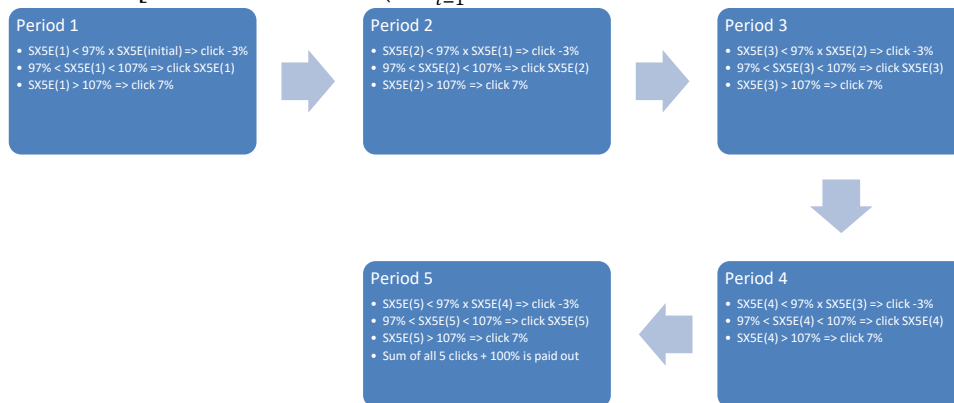 i=1
Period 1
• SX5E(1) < 97% x SX5E(initial) => click -3%
• 97% < SX5E(1) < 107% => click SX5E(1)
• SX5E(1) > 107% => click 7%
Period 2
• SX5E(2) < 97% x SX5E(1) => click -3%
• 97% < SX5E(2) < 107% => click SX5E(2)
• SX5E(2) > 107% => click 7%
Period 3
• SX5E(3) < 97% x SX5E(2) => click -3%
• 97% < SX5E(3) < 107% => click SX5E(3)
• SX5E(3) > 107% => click 7%
Period 4
• SX5E(4) < 97% x SX5E(3) => click -3%
• 97% < SX5E(4) < 107% => click SX5E(4)
• SX5E(4) > 107% => click 7%
Period 5
• SX5E(5) < 97% x SX5E(4) => click -3%
• 97% < SX5E(5) < 107% => click SX5E(5)
• SX5E(5) > 107% => click 7%
• Sum of all 5 clicks + 100% is paid out